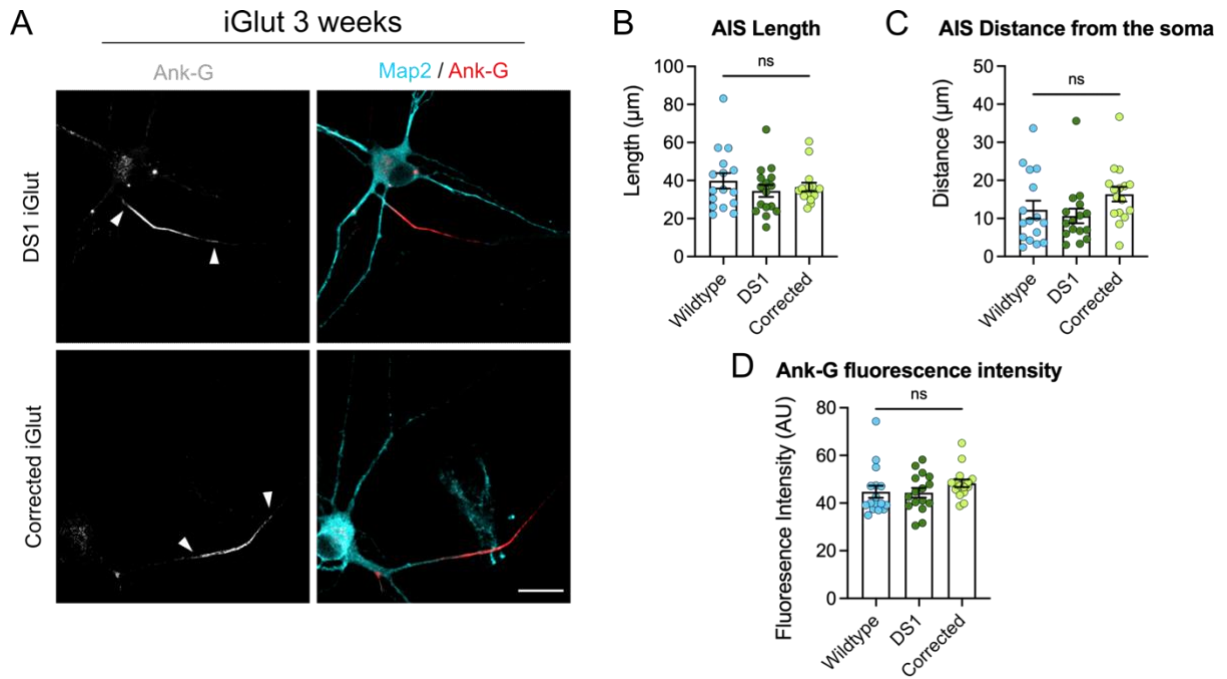 A
iGlut 3 weeks
Ank-G
Map2 / Ank-G
DS1 iGlut
Corrected iGlut
B
AIS Length
ns
Length (µm)
100
80
60
40
20
0
Wildtype
DS1
Corrected
C
AIS Distance from the soma
ns
Distance (µm)
50
40
30
20
10
0
Wildtype
DS1
Corrected
D
Ank-G fluorescence intensity
ns
Fluoresence Intensity (AU)
80
60
40
20
0
Wildtype
DS1
Corrected